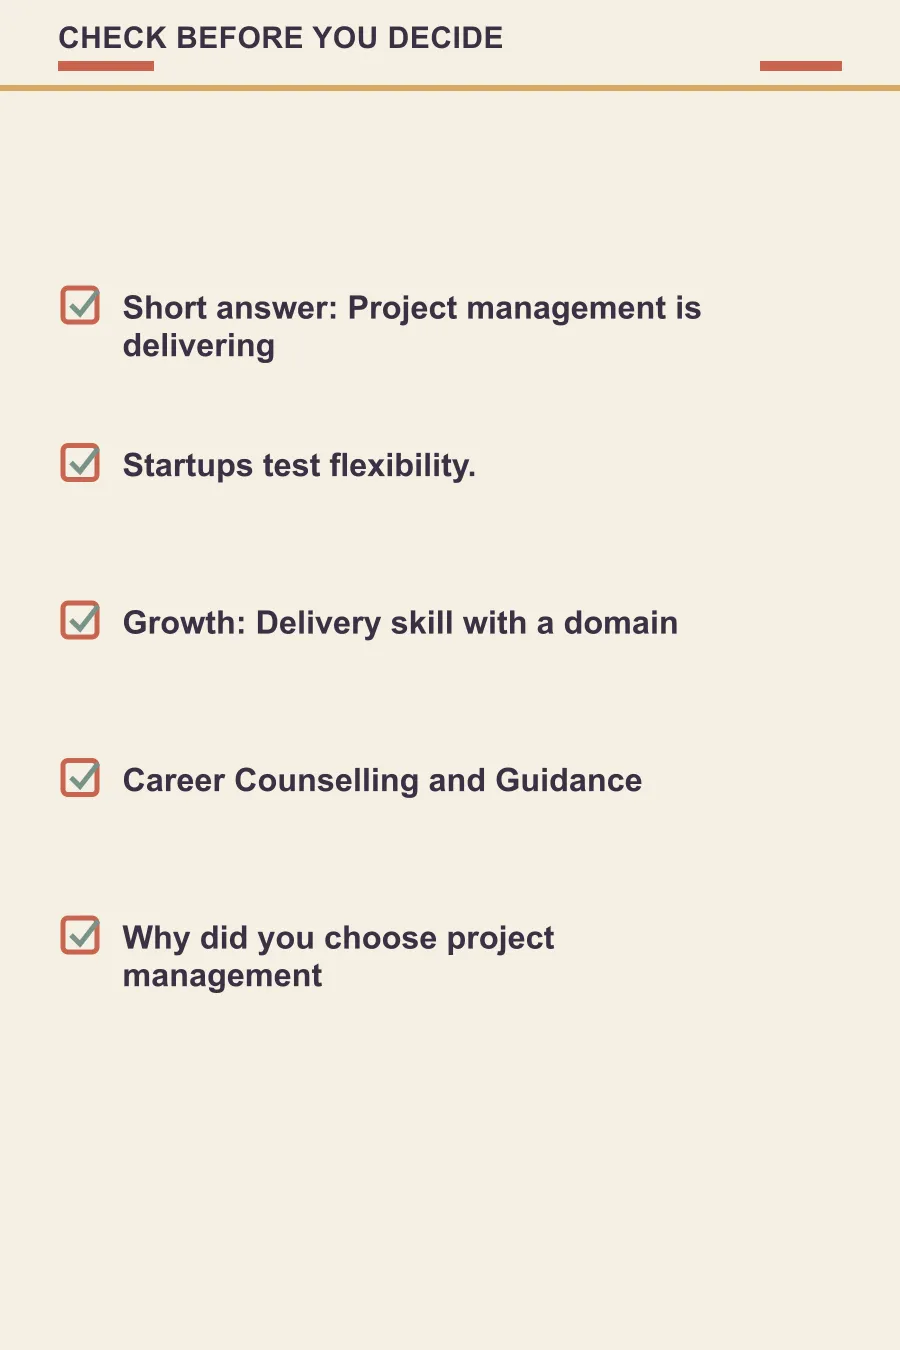 CHECK BEFORE YOU DECIDE
Short answer: Project management is
delivering
Startups test flexibility.
Growth: Delivery skill with a domain
Career Counselling and Guidance
Why did you choose project
management